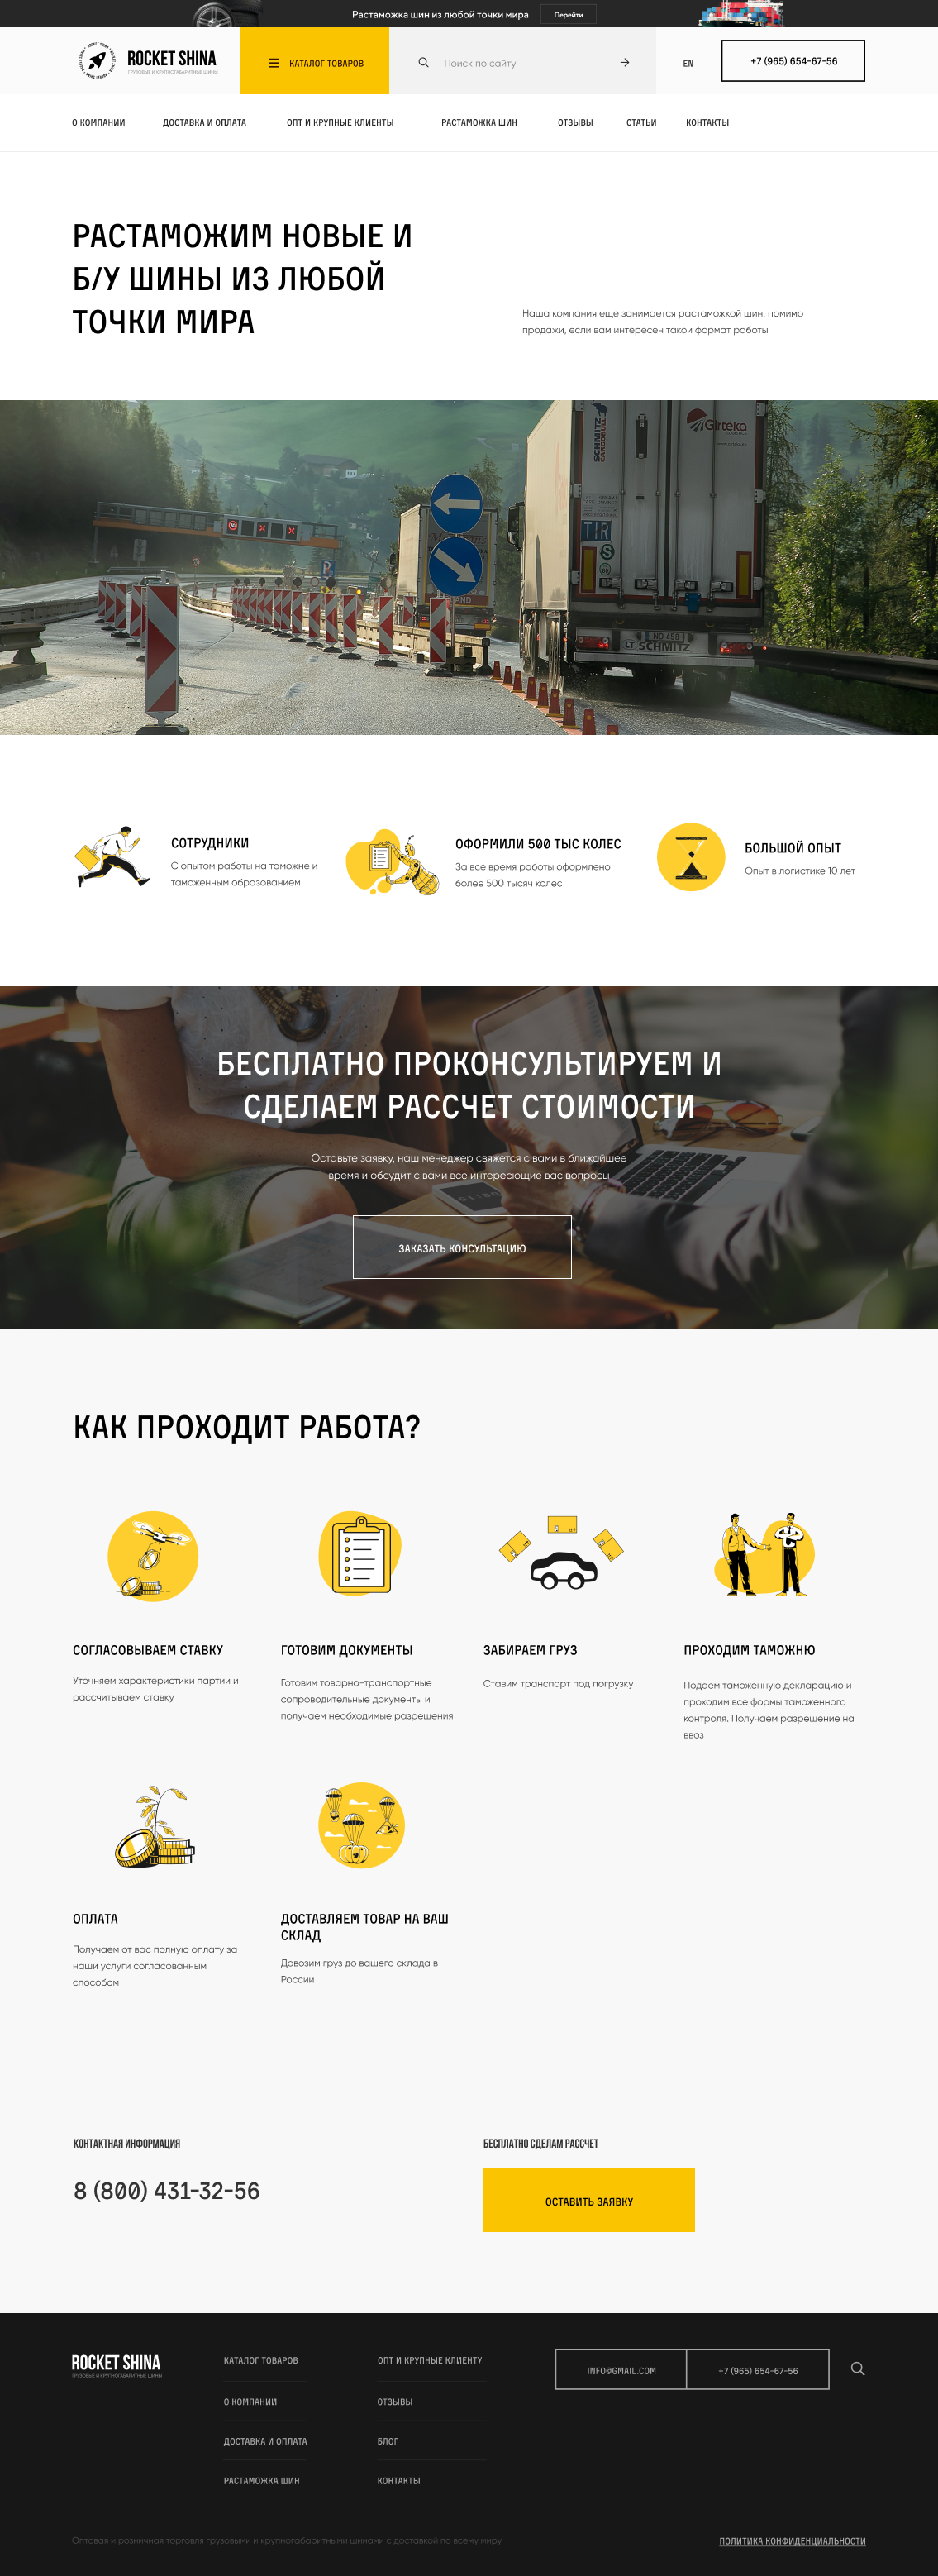 Растаможка шин из любой точки мира
Перейти
ROCKET SHINA
ГРУЗОВЫЕ И КРУПНОГАБАРИТНЫЕ ШИНЫ
КАТАЛОГ ТОВАРОВ
Поиск по сайту
EN
+7 (965) 654-67-56
О КОМПАНИИ
ДОСТАВКА И ОПЛАТА
ОПТ И КРУПНЫЕ КЛИЕНТЫ
РАСТАМОЖКА ШИН
ОТЗЫВЫ
СТАТЬИ
КОНТАКТЫ
РАСТАМОЖИМ НОВЫЕ И
Б/У ШИНЫ ИЗ ЛЮБОЙ
ТОЧКИ МИРА
Наша компания еще занимается растаможкой шин, помимо
продажи, если вам интересен такой формат работы
SCHMITZ
CARGOBULL
Girteka
TIR
S
P
LT SCHMITZ
СОТРУДНИКИ
С опытом работы на таможне и
таможенным образованием
ОФОРМИЛИ 500 ТЫС КОЛЕС
За все время работы оформлено
более 500 тысяч колес
БОЛЬШОЙ ОПЫТ
Опыт в логистике 10 лет
БЕСПЛАТНО ПРОКОНСУЛЬТИРУЕМ И
СДЕЛАЕМ РАССЧЕТ СТОИМОСТИ
Оставьте заявку, наш менеджер свяжется с вами в ближайшее
время и обсудит с вами все интересющие вас вопросы
ЗАКАЗАТЬ КОНСУЛЬТАЦИЮ
КАК ПРОХОДИТ РАБОТА?
СОГЛАСОВЫВАЕМ СТАВКУ
Уточняем характеристики партии и
рассчитываем ставку
ГОТОВИМ ДОКУМЕНТЫ
Готовим товарно-транспортные
сопроводительные документы и
получаем необходимые разрешения
ЗАБИРАЕМ ГРУЗ
Ставим транспорт под погрузку
ПРОХОДИМ ТАМОЖНЮ
Подаем таможенную декларацию и
проходим все формы таможенного
контроля. Получаем разрешение на
ввоз
ОПЛАТА
Получаем от вас полную оплату за
наши услуги согласованным
способом
ДОСТАВЛЯЕМ ТОВАР НА ВАШ
СКЛАД
Довозим груз до вашего склада в
России
КОНТАКТНАЯ ИНФОРМАЦИЯ
8 (800) 431-32-56
БЕСПЛАТНО СДЕЛАМ РАССЧЕТ
ОСТАВИТЬ ЗАЯВКУ
ROCKET SHINA
ГРУЗОВЫЕ И КРУПНОГАБАРИТНЫЕ ШИНЫ
КАТАЛОГ ТОВАРОВ
О КОМПАНИИ
ДОСТАВКА И ОПЛАТА
РАСТАМОЖКА ШИН
ОПТ И КРУПНЫЕ КЛИЕНТУ
ОТЗЫВЫ
БЛОГ
КОНТАКТЫ
INFO@GMAIL.COM
+7 (965) 654-67-56
Оптовая и розничная торговля грузовыми и крупногабаритными шинами с доставкой по всему миру
ПОЛИТИКА КОНФИДЕНЦИАЛЬНОСТИ